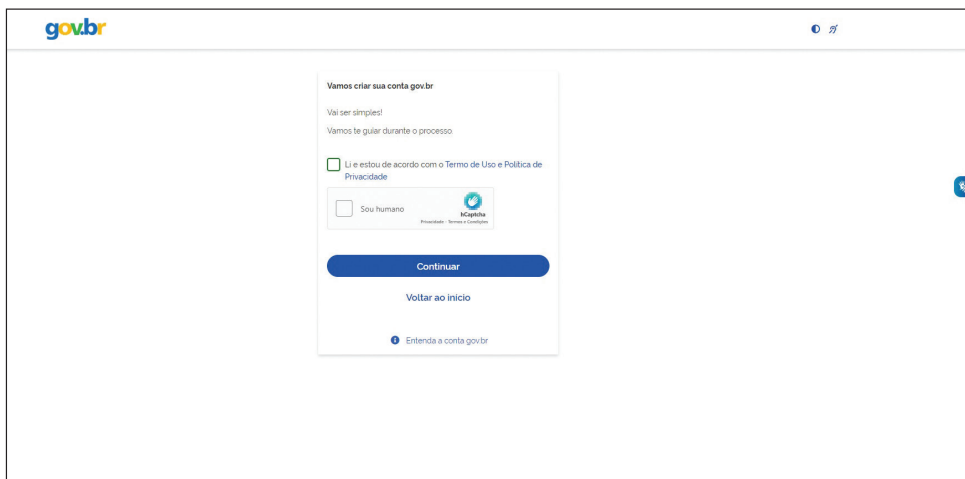 gov.br
Vamos criar sua conta gov.br
Vai ser simples!
Vamos te guiar durante o processo.
Li e estou de acordo com o Termo de Uso e Política de
Privacidade
Sou humano
hCaptcha
Privacidade - Termos e Condições
Continuar
Voltar ao início
Entenda a conta gov.br